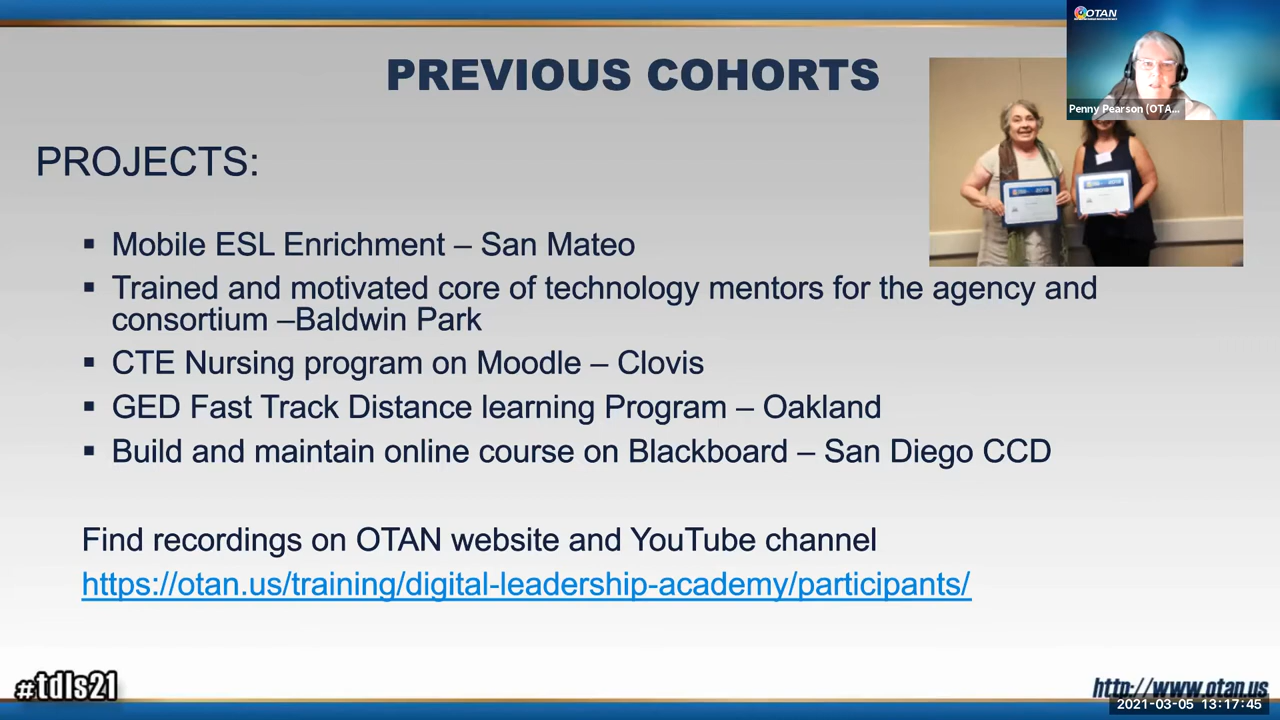 PREVIOUS COHORTS
OTAN
Penny Pearson (OTA...
PROJECTS:
▪ Mobile ESL Enrichment – San Mateo
▪ Trained and motivated core of technology mentors for the agency and
consortium –Baldwin Park
▪ CTE Nursing program on Moodle – Clovis
▪ GED Fast Track Distance learning Program – Oakland
▪ Build and maintain online course on Blackboard – San Diego CCD
Find recordings on OTAN website and YouTube channel
https://otan.us/training/digital-leadership-academy/participants/
#tdls21
http://www.otan.us
2021-03-05 13:17:45